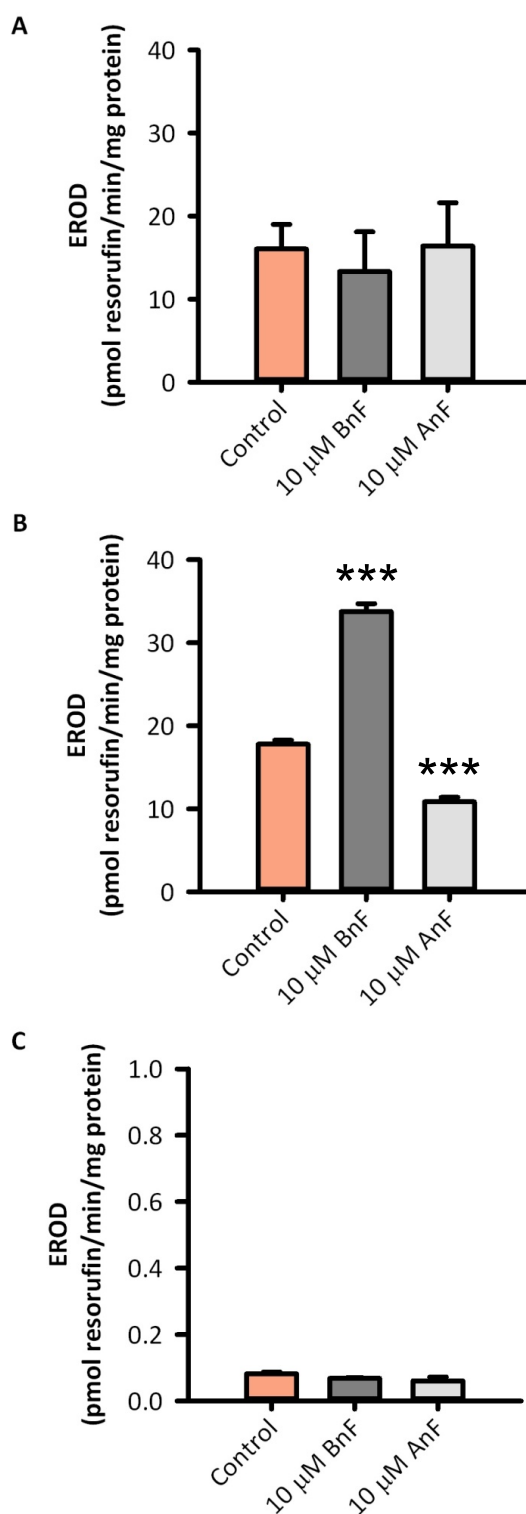 A
EROD
(pmol resorufin/min/mg protein)
40
30
20
10
0
Control
10 µM BnF
10 µM AnF
B
EROD
(pmol resorufin/min/mg protein)
40
30
20
10
0
***
***
Control
10 µM BnF
10 µM AnF
C
EROD
(pmol resorufin/min/mg protein)
1.0
0.8
0.6
0.4
0.2
0.0
Control
10 µM BnF
10 µM AnF